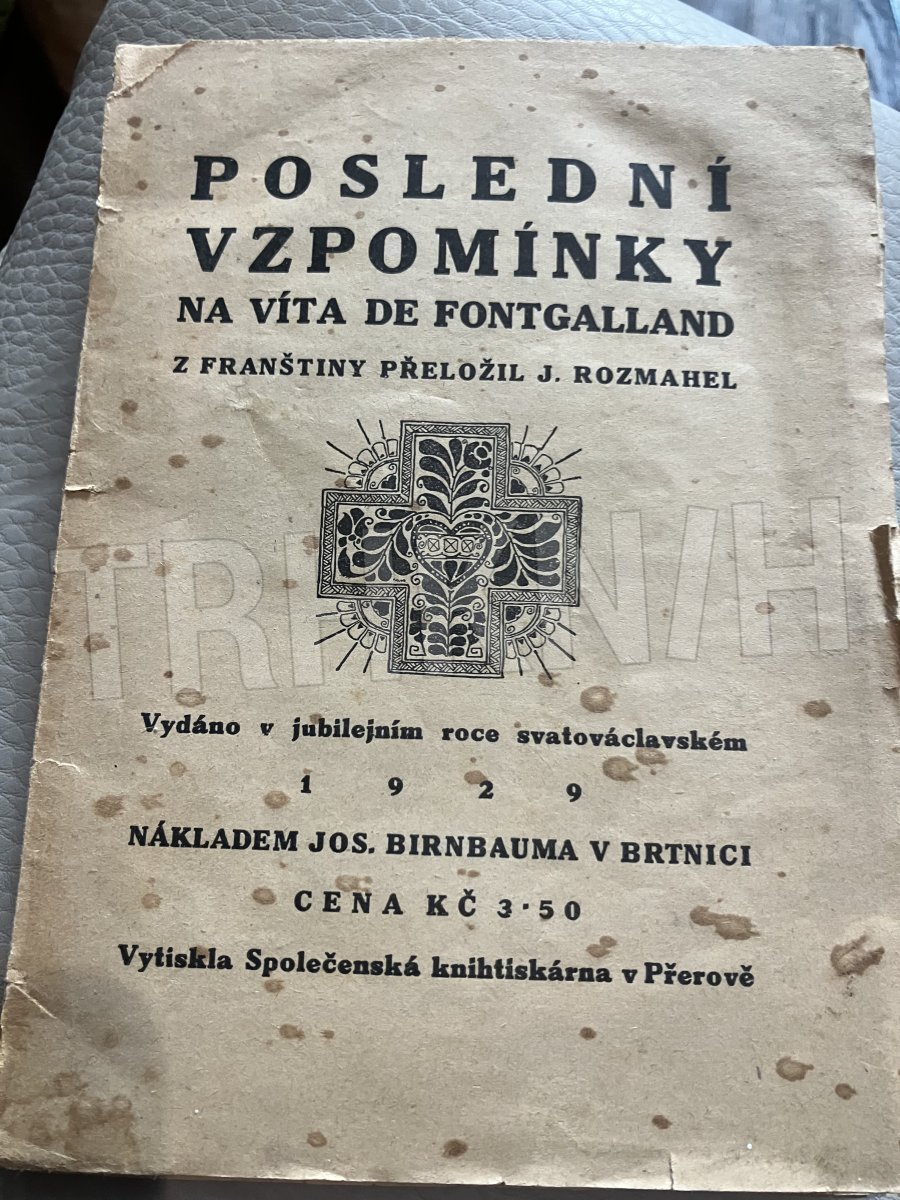 POSLEDNÍ
VZPOMÍNKY
NA VÍTA DE FONTGALLAND
Z FRANŠTINY PŘELOŽIL J. ROZMAHEL
Vydáno v jubilejním roce svatováclavském
1 9 2 9
NÁKLADEM JOS. BIRNBAUMA V BRTNICI
CENA KČ 3·50
Vytiskla Společenská knihtiskárna v Přerově